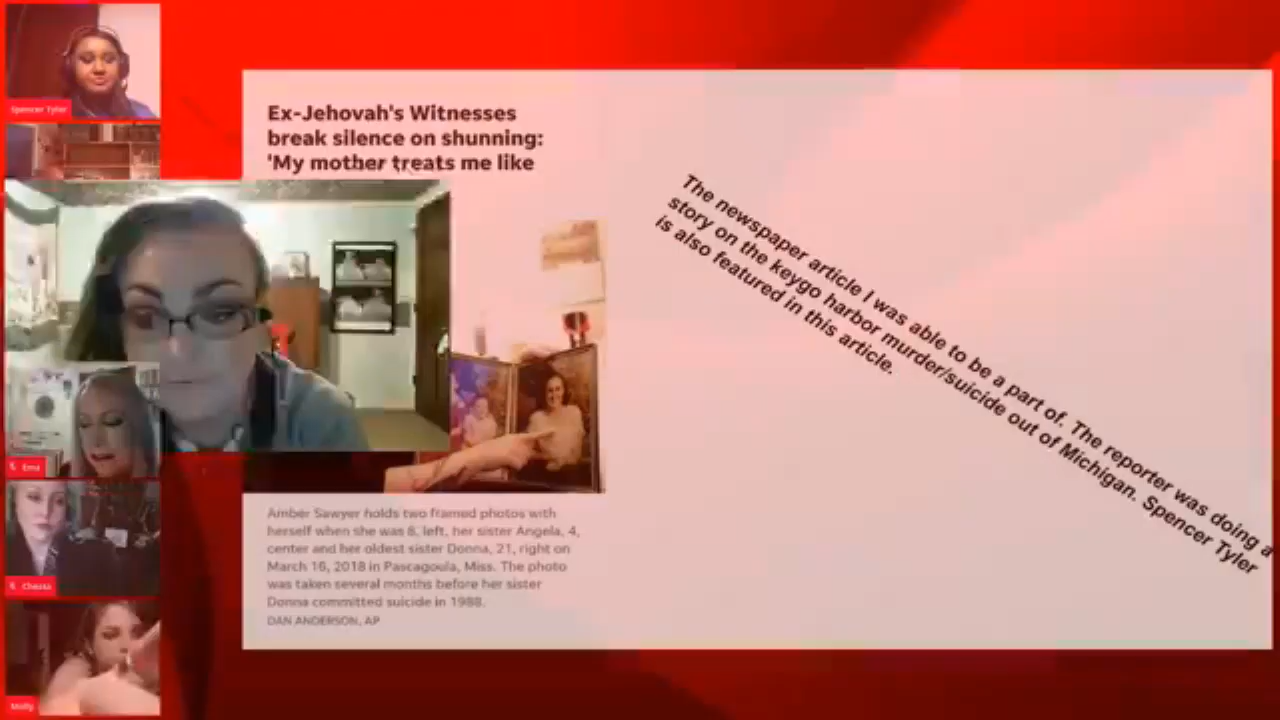 Spencer Tyler
Ex-Jehovah's Witnesses
break silence on shunning:
'My mother treats me like
The newspaper article I was able to be a part of. The reporter was doing a
story on the keygo harbor murder/suicide out of Michigan. Spencer Tyler
is also featured in this article.
Ema
Amber Sawyer holds two framed photos with
herself when she was 8, left, her sister Angela, 4,
center and her oldest sister Donna, 21, right on
March 16, 2018 in Pascagoula, Miss. The photo
was taken several months before her sister
Donna committed suicide in 1988.
DAN ANDERSON, AP
Chessa
Molly